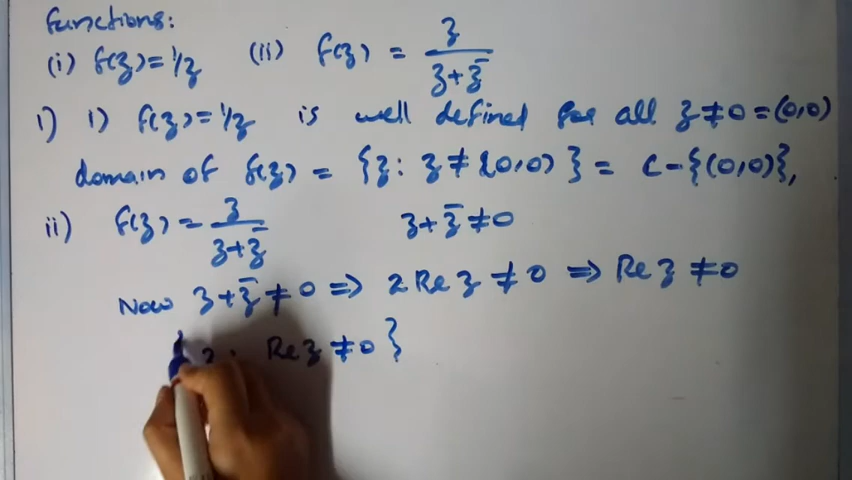 functions:
(i) f(z) = 1/z (ii) f(z) = z/(z+z̄)
1) 1) f(z) = 1/z is well defined for all z ≠ 0 = (0,0)
domain of f(z) = {z: z ≠ (0,0)} = C - {(0,0)},
ii) f(z) = z/(z+z̄) z+z̄ ≠ 0
Now z+z̄ ≠ 0 ⇒ 2 Re z ≠ 0 ⇒ Re z ≠ 0
z: Re z ≠ 0 }